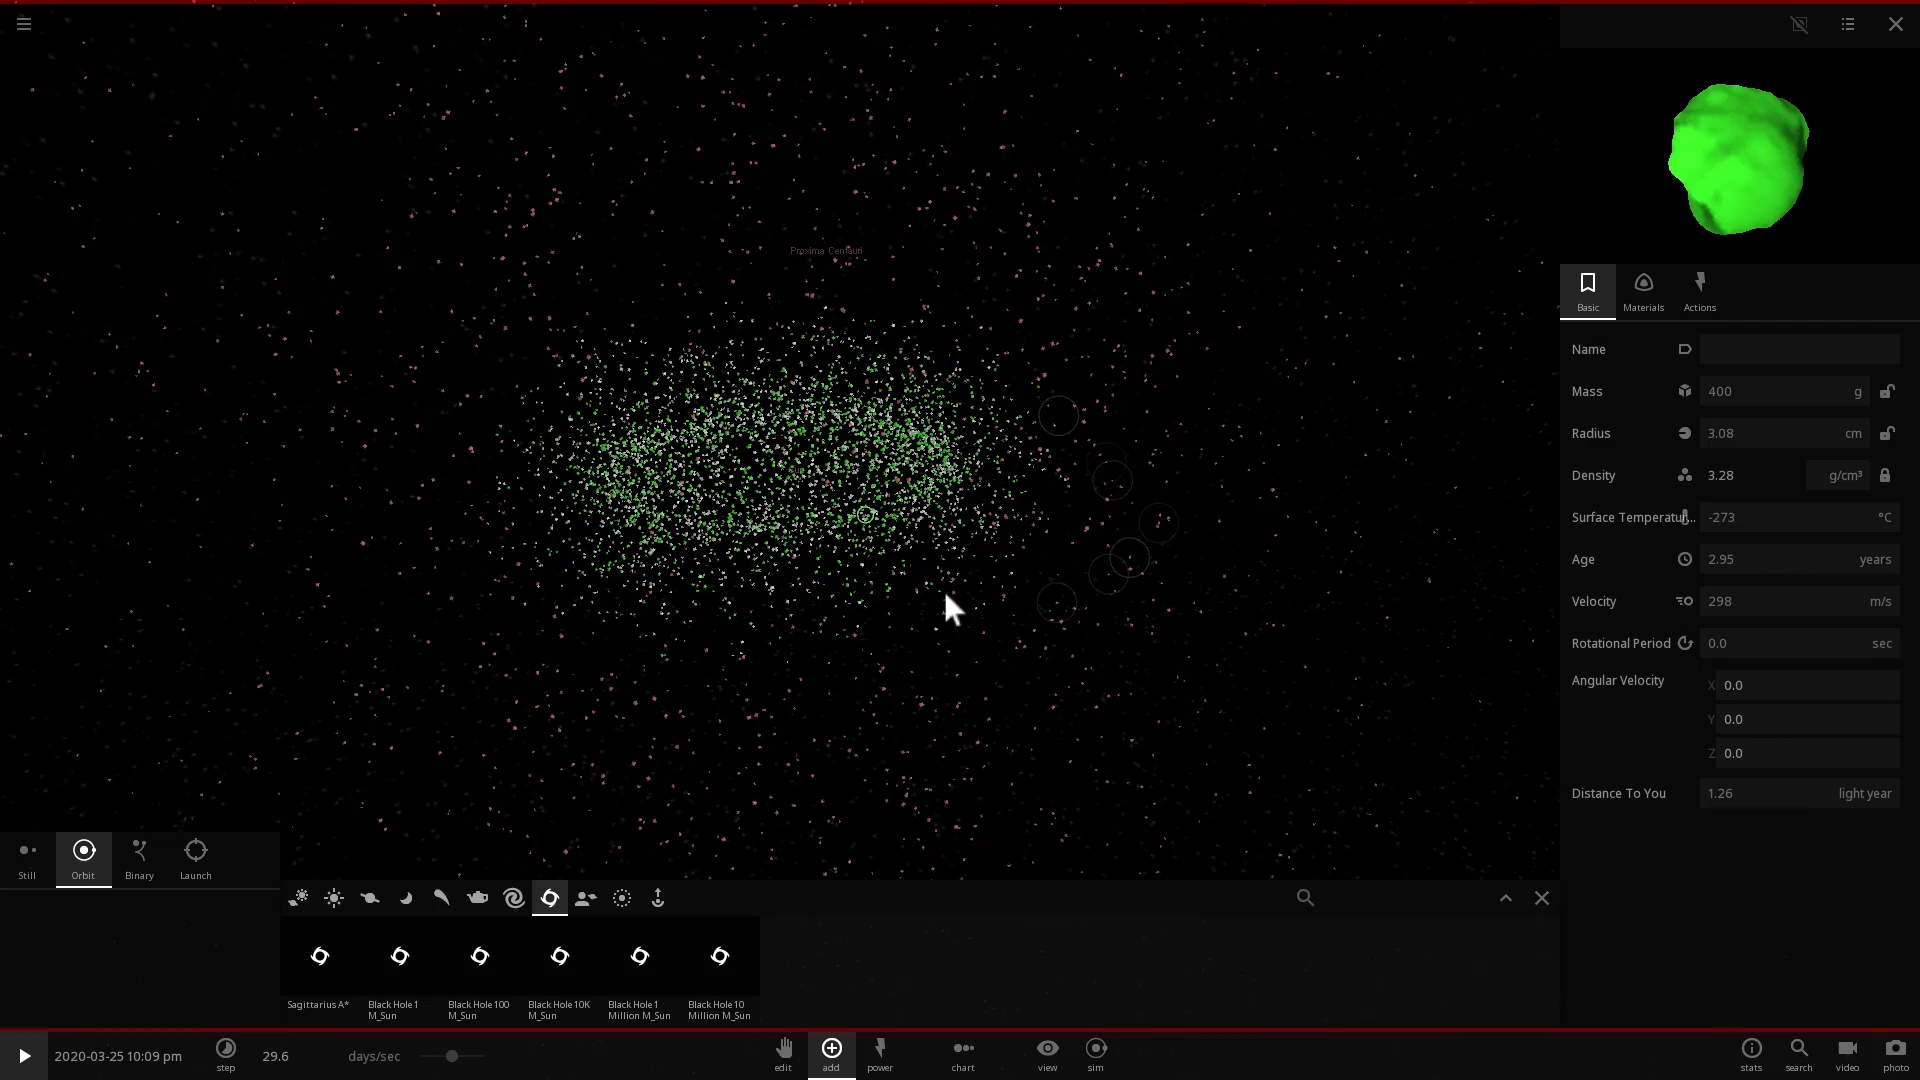 Proxima Centauri
Basic
Materials
Actions
Name
Mass 400 g
Radius 3.08 cm
Density 3.28 g/cm³
Surface Temperatur... -273 °C
Age 2.95 years
Velocity 298 m/s
Rotational Period 0.0 sec
Angular Velocity X 0.0
Y 0.0
Z 0.0
Distance To You 1.26 light year
Still Orbit Binary Launch
Sagittarius A*
Black Hole 1
M_Sun
Black Hole 100
M_Sun
Black Hole 10K
M_Sun
Black Hole 1
Million M_Sun
Black Hole 10
Million M_Sun
2020-03-25 10:09 pm
step
29.6 days/sec
edit add power chart view sim
stats search video photo